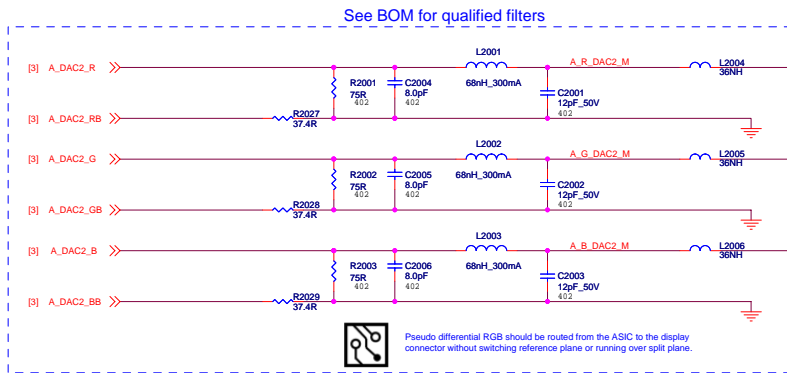 See BOM for qualified filters
L2001
[3] A_DAC2_R
A_R_DAC2_M
L2004
36NH
R2001
75R
402
C2004
8.0pF
402
68nH_300mA
C2001
12pF_50V
402
[3] A_DAC2_RB
R2027
37.4R
L2002
[3] A_DAC2_G
A_G_DAC2_M
L2005
36NH
R2002
75R
402
C2005
8.0pF
402
68nH_300mA
C2002
12pF_50V
402
[3] A_DAC2_GB
R2028
37.4R
L2003
[3] A_DAC2_B
A_B_DAC2_M
L2006
36NH
R2003
75R
402
C2006
8.0pF
402
68nH_300mA
C2003
12pF_50V
402
[3] A_DAC2_BB
R2029
37.4R
Pseudo differential RGB should be routed from the ASIC to the display
connector without switching reference plane or running over split plane.